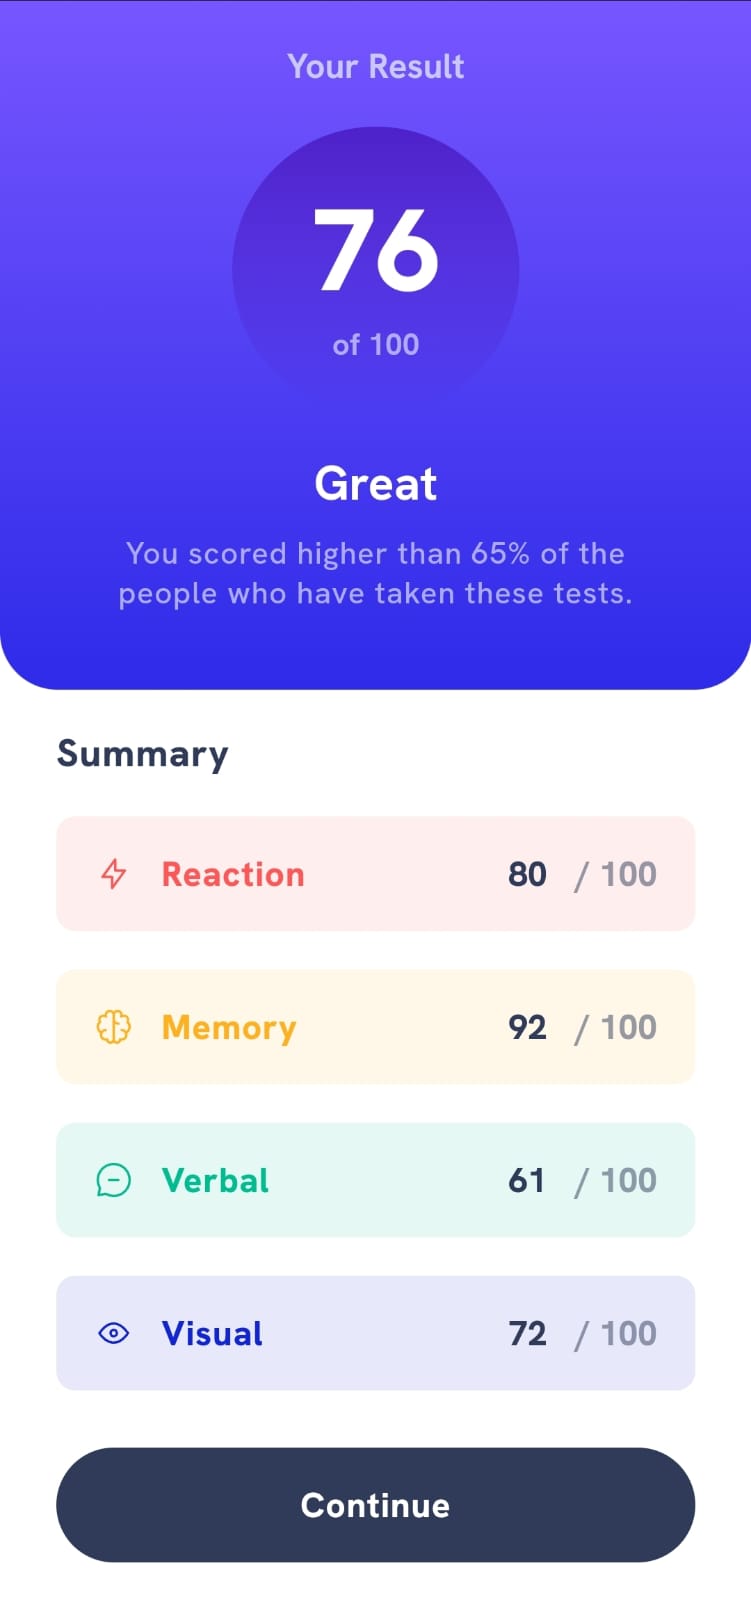 Your Result
76
of 100
Great
You scored higher than 65% of the
people who have taken these tests.
Summary
Reaction 80 / 100
Memory 92 / 100
Verbal 61 / 100
Visual 72 / 100
Continue